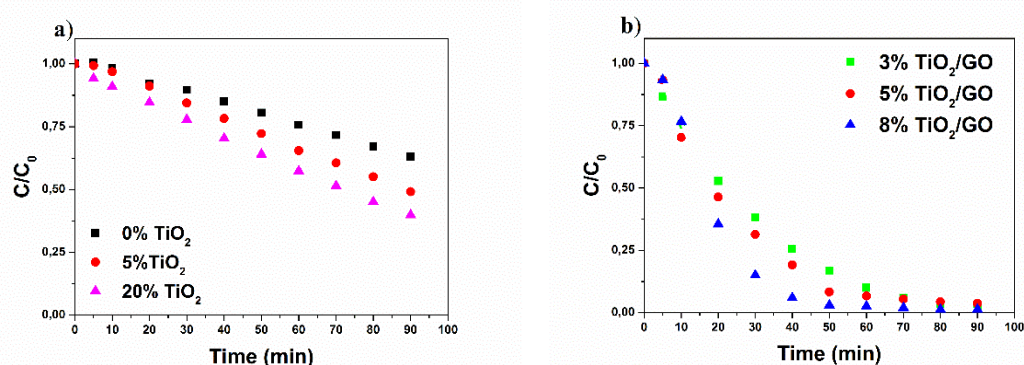 a)
1,00
0,75
0,50
0,25
0,00
C/C0
0% TiO2
5%TiO2
20% TiO2
0 10 20 30 40 50 60 70 80 90 100
Time (min)
b)
1,00
0,75
0,50
0,25
0,00
C/C0
3% TiO2/GO
5% TiO2/GO
8% TiO2/GO
0 10 20 30 40 50 60 70 80 90 100
Time (min)